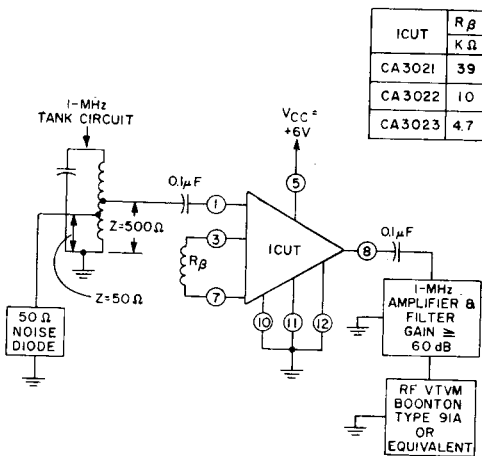 ICUT
Rβ
KΩ
CA3021 39
CA3022 10
CA3023 4.7
1-MHz
TANK CIRCUIT
VCC=
+6V
0.1µF
Z=500Ω
Z=50Ω
50Ω
NOISE
DIODE
1
3
Rβ
7
5
ICUT
8
10
11
12
0.1µF
1-MHz
AMPLIFIER &
FILTER
GAIN ≥
60 dB
RF VTVM
BOONTON
TYPE 91A
OR
EQUIVALENT